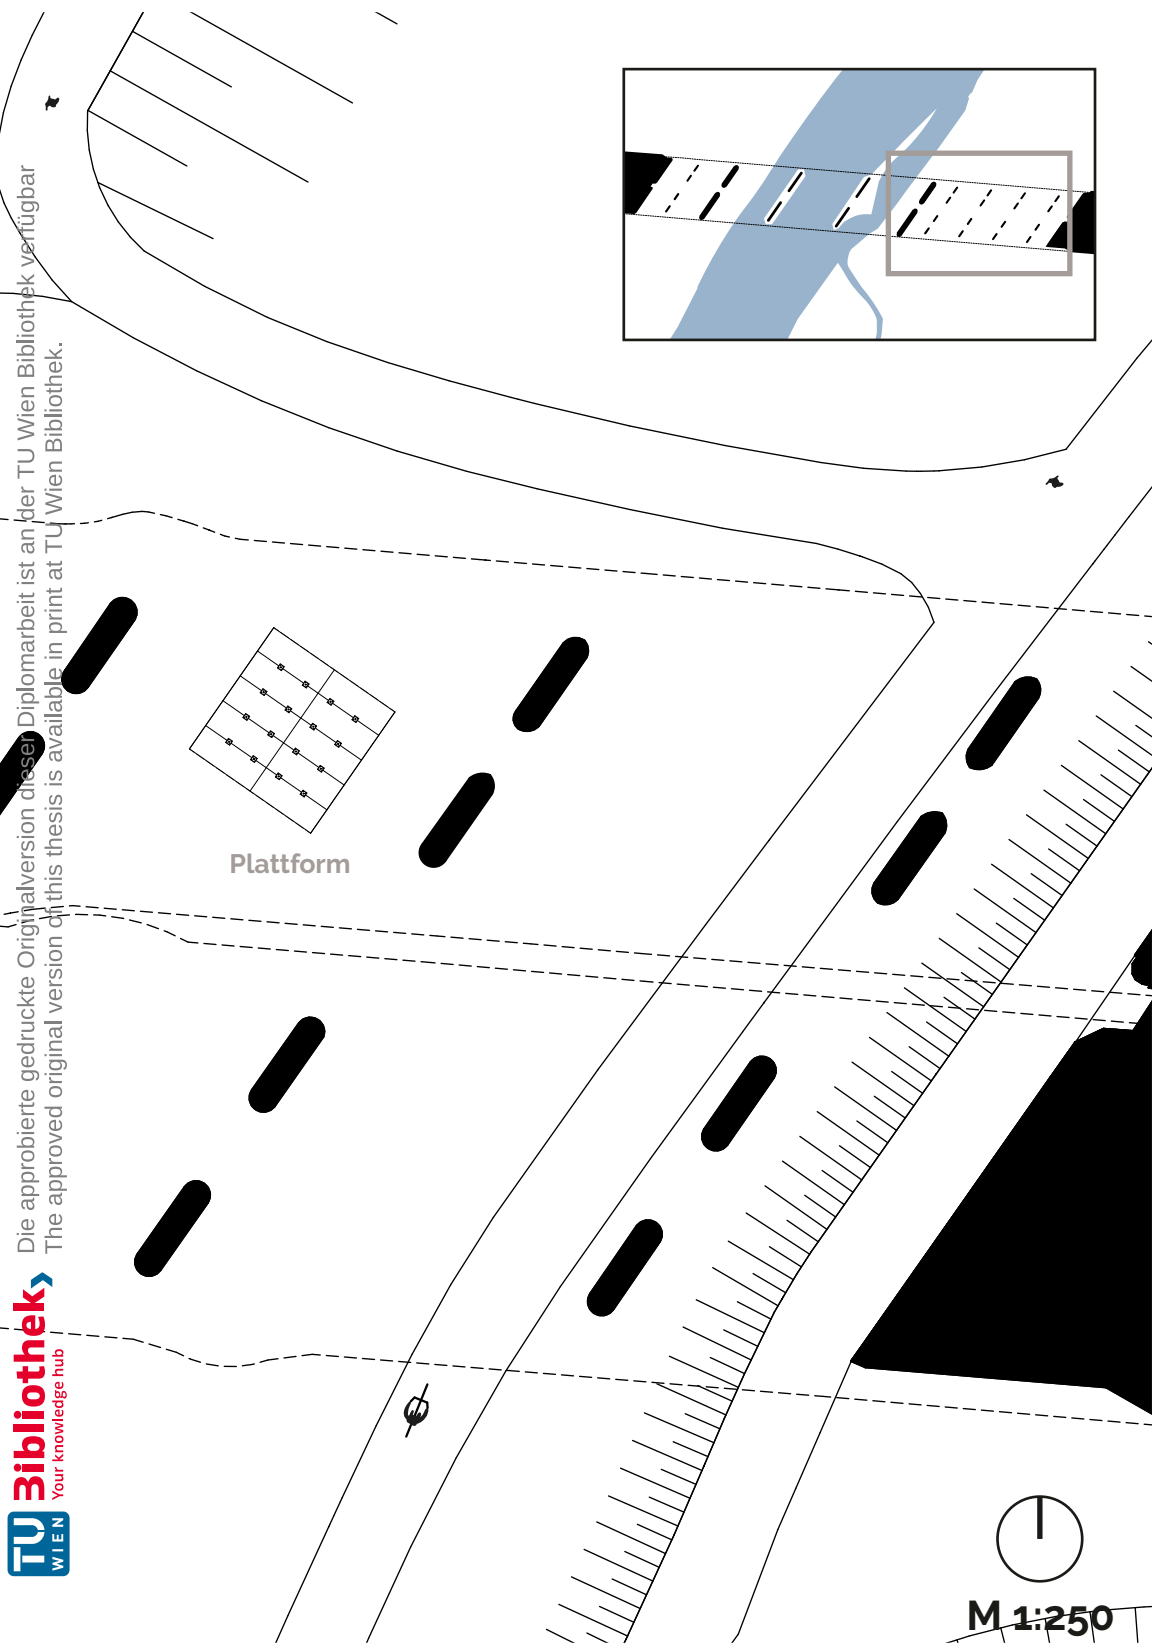 Die approbierte gedruckte Originalversion dieser Diplomarbeit ist an der TU Wien Bibliothek verfügbar
The approved original version of this thesis is available in print at TU Wien Bibliothek.
Bibliothek
Your knowledge hub
TU
WIEN
Plattform
M 1:250